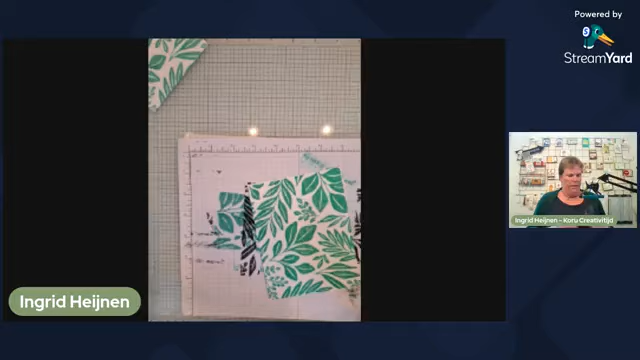 Powered by
StreamYard
Ingrid Heijnen - Koru Creativitijd
Ingrid Heijnen